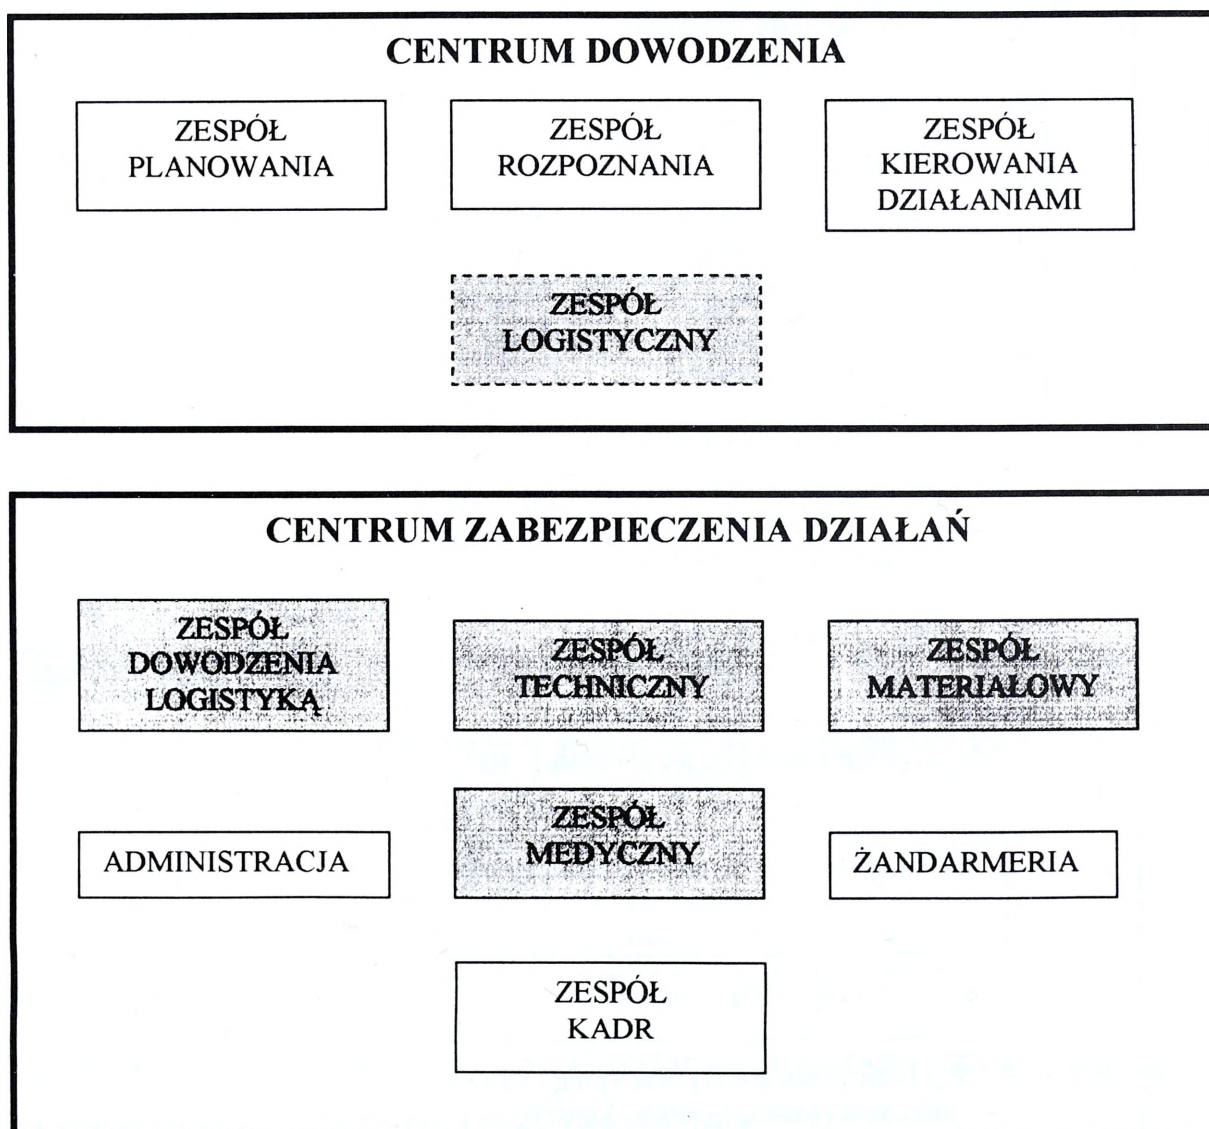 CENTRUM DOWODZENIA
ZESPÓŁ
PLANOWANIA
ZESPÓŁ
ROZPOZNANIA
ZESPÓŁ
KIEROWANIA
DZIAŁANIAMI
ZESPÓŁ
LOGISTYCZNY
CENTRUM ZABEZPIECZENIA DZIAŁAŃ
ZESPÓŁ
DOWODZENIA
LOGISTYKĄ
ZESPÓŁ
TECHNICZNY
ZESPÓŁ
MATERIAŁOWY
ADMINISTRACJA
ZESPÓŁ
MEDYCZNY
ŻANDARMERIA
ZESPÓŁ
KADR